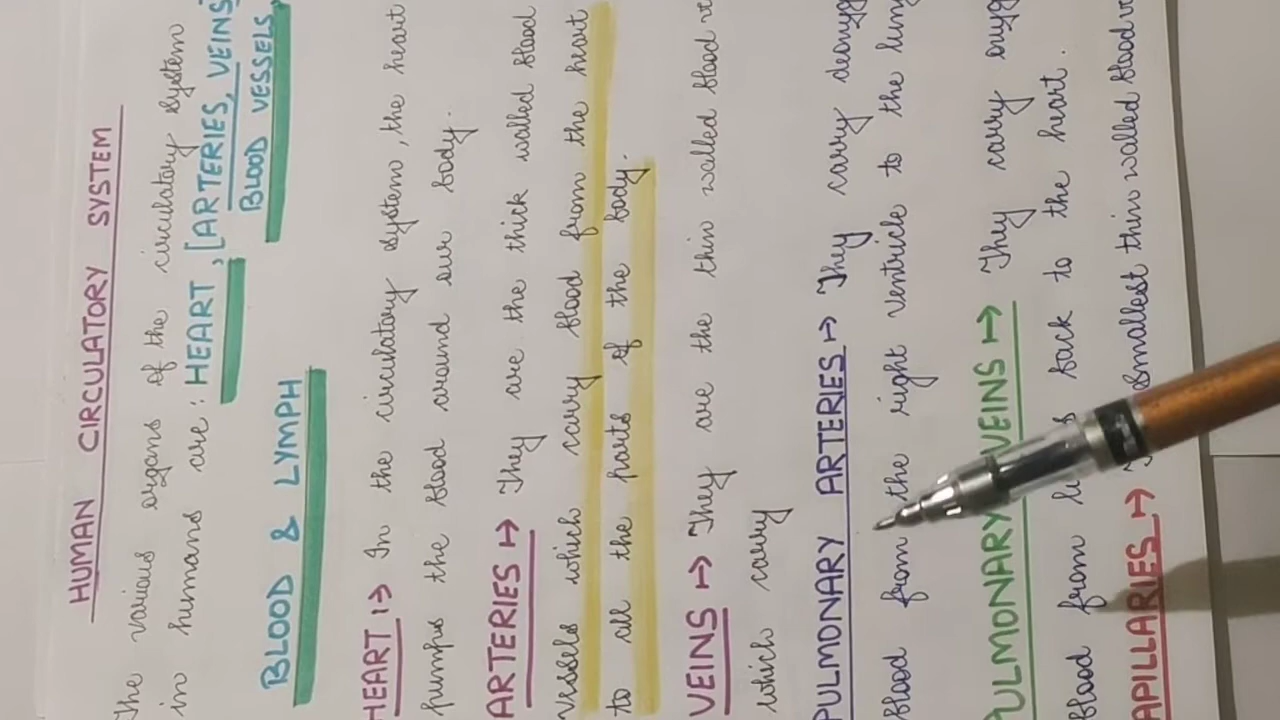 HUMAN CIRCULATORY SYSTEM
The various organs of the circulatory system
in humans are: HEART, [ARTERIES, VEINS]
BLOOD VESSELS,
BLOOD & LYMPH
HEART → In the circulatory system, the heart
pumps the blood around our body.
ARTERIES → They are the thick walled blood
vessels which carry blood from the heart
to all the parts of the body.
VEINS → They are the thin walled blood
which carry
PULMONARY ARTERIES → They carry
blood from the right ventricle to the
PULMONARY VEINS → They carry
blood from back to the heart.
APILLARIES → Smallest thin walled blood